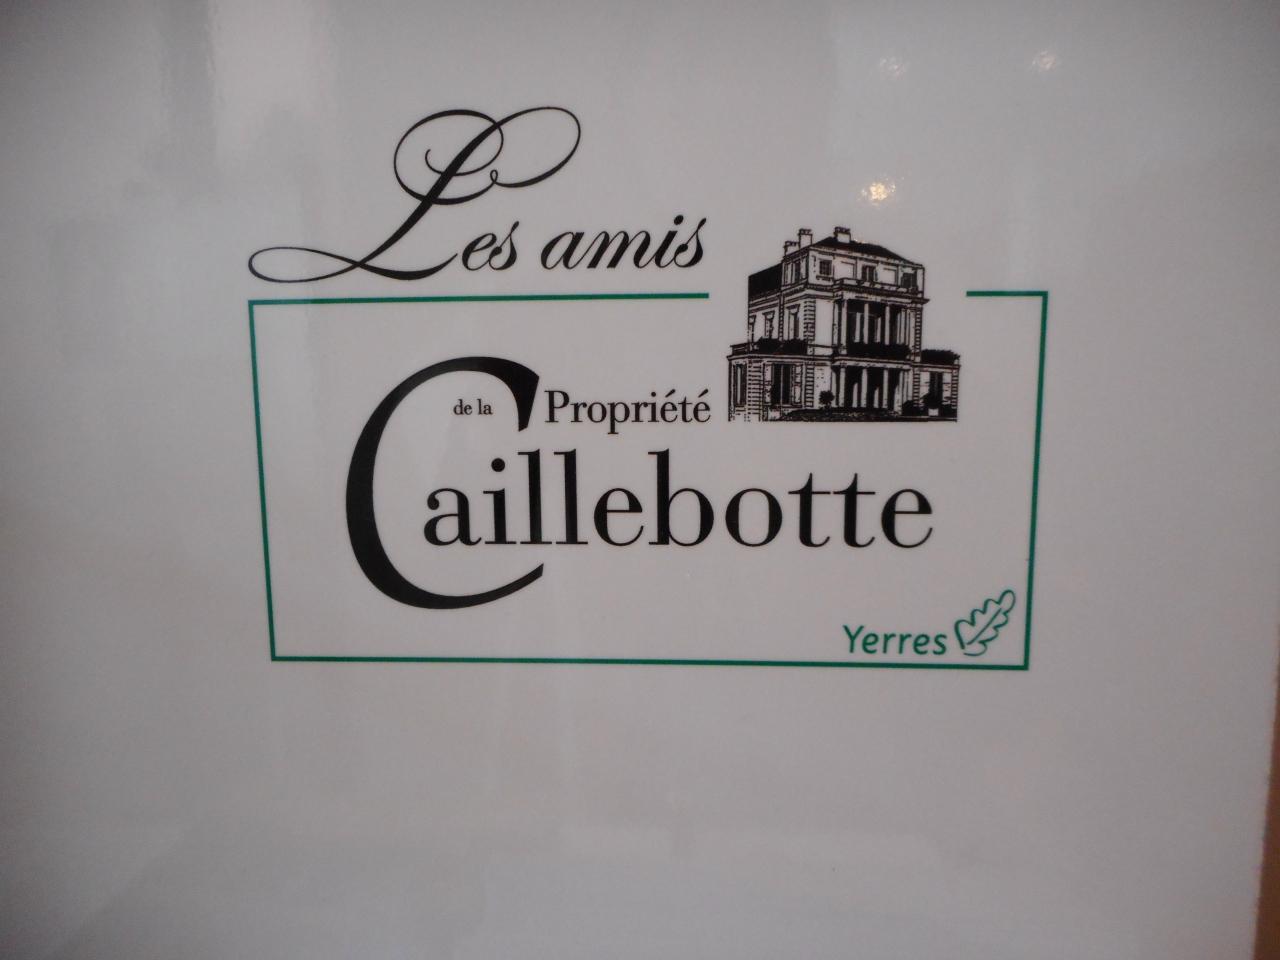 Les amis
de la Propriété
Caillebotte
Yerres